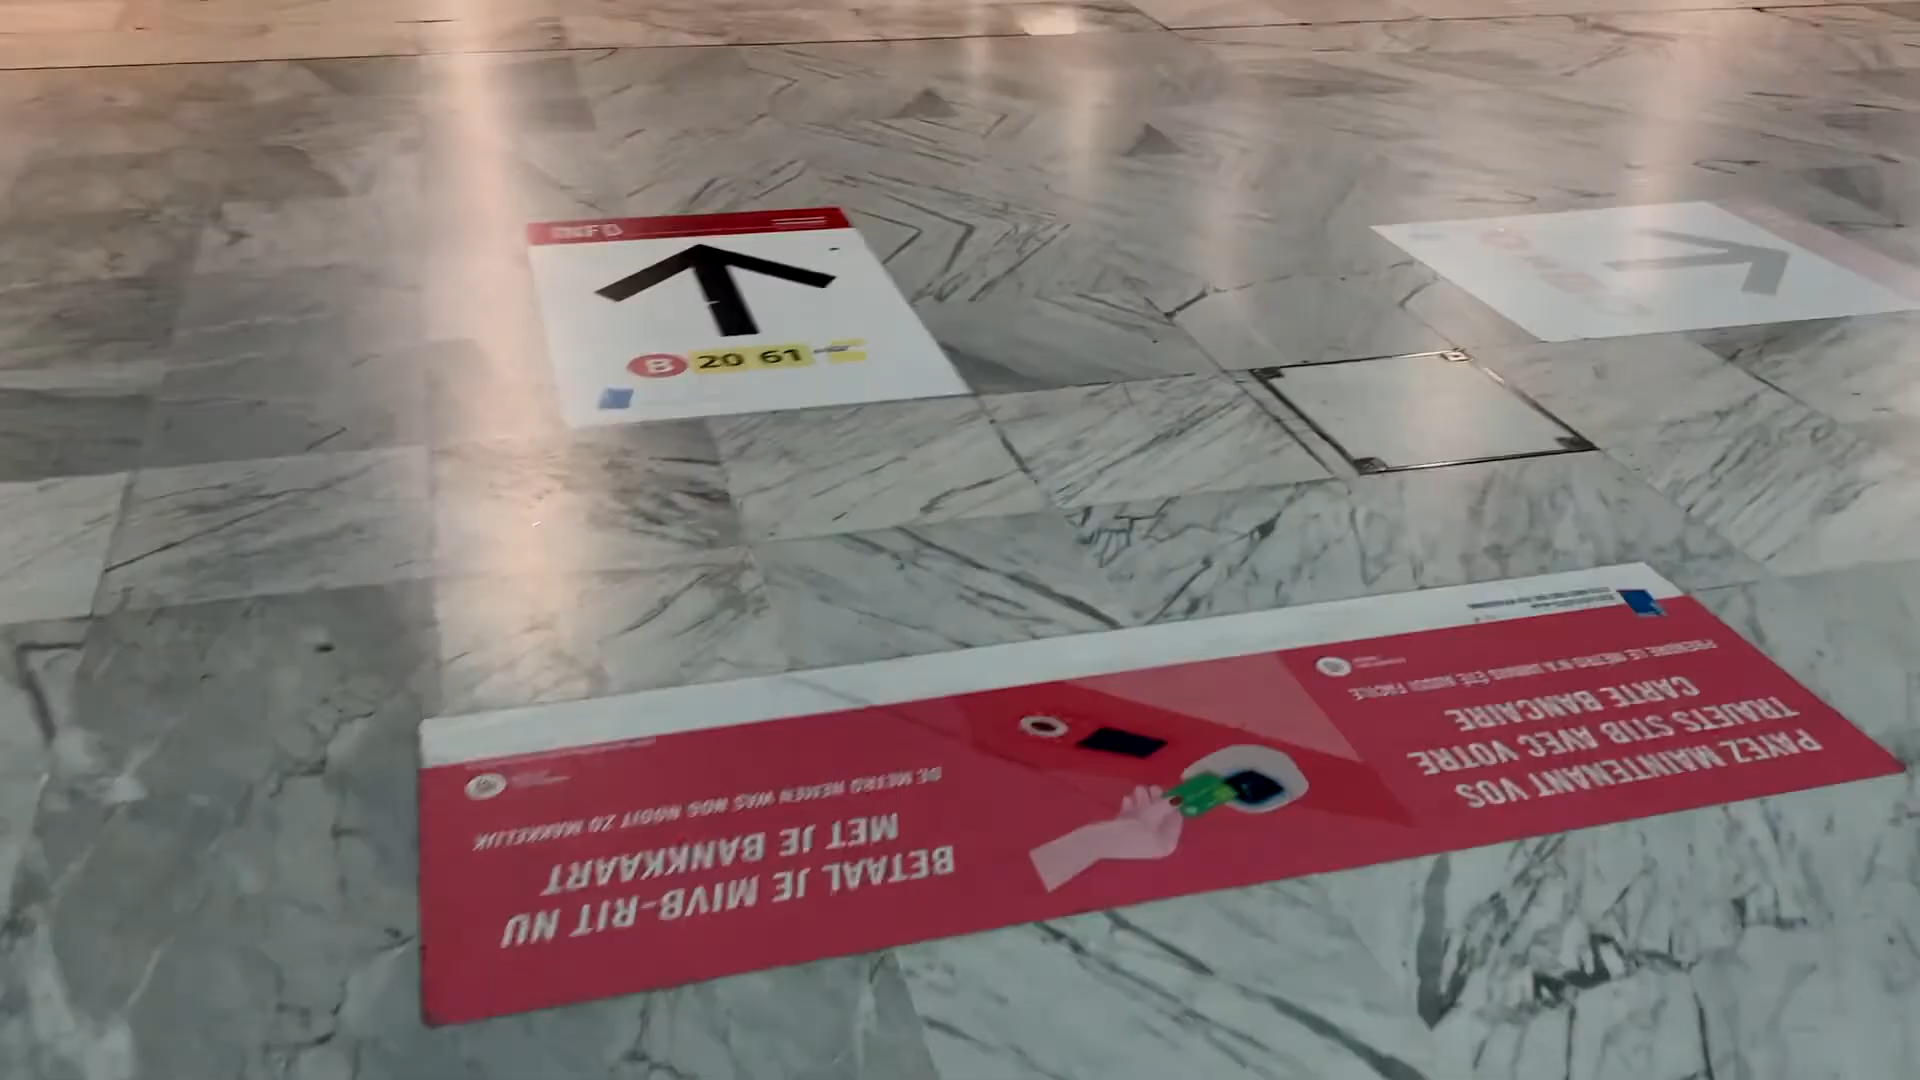 INFO
B 20 61
PAYEZ MAINTENANT VOS
TRAJETS STIB AVEC VOTRE
CARTE BANCAIRE
PRENDRE LE MÉTRO N'A JAMAIS ÉTÉ AUSSI FACILE
BETAAL JE MIVB-RIT NU
MET JE BANKKAART
DE METRO NEMEN WAS NOG NOOIT ZO MAKKELIJK